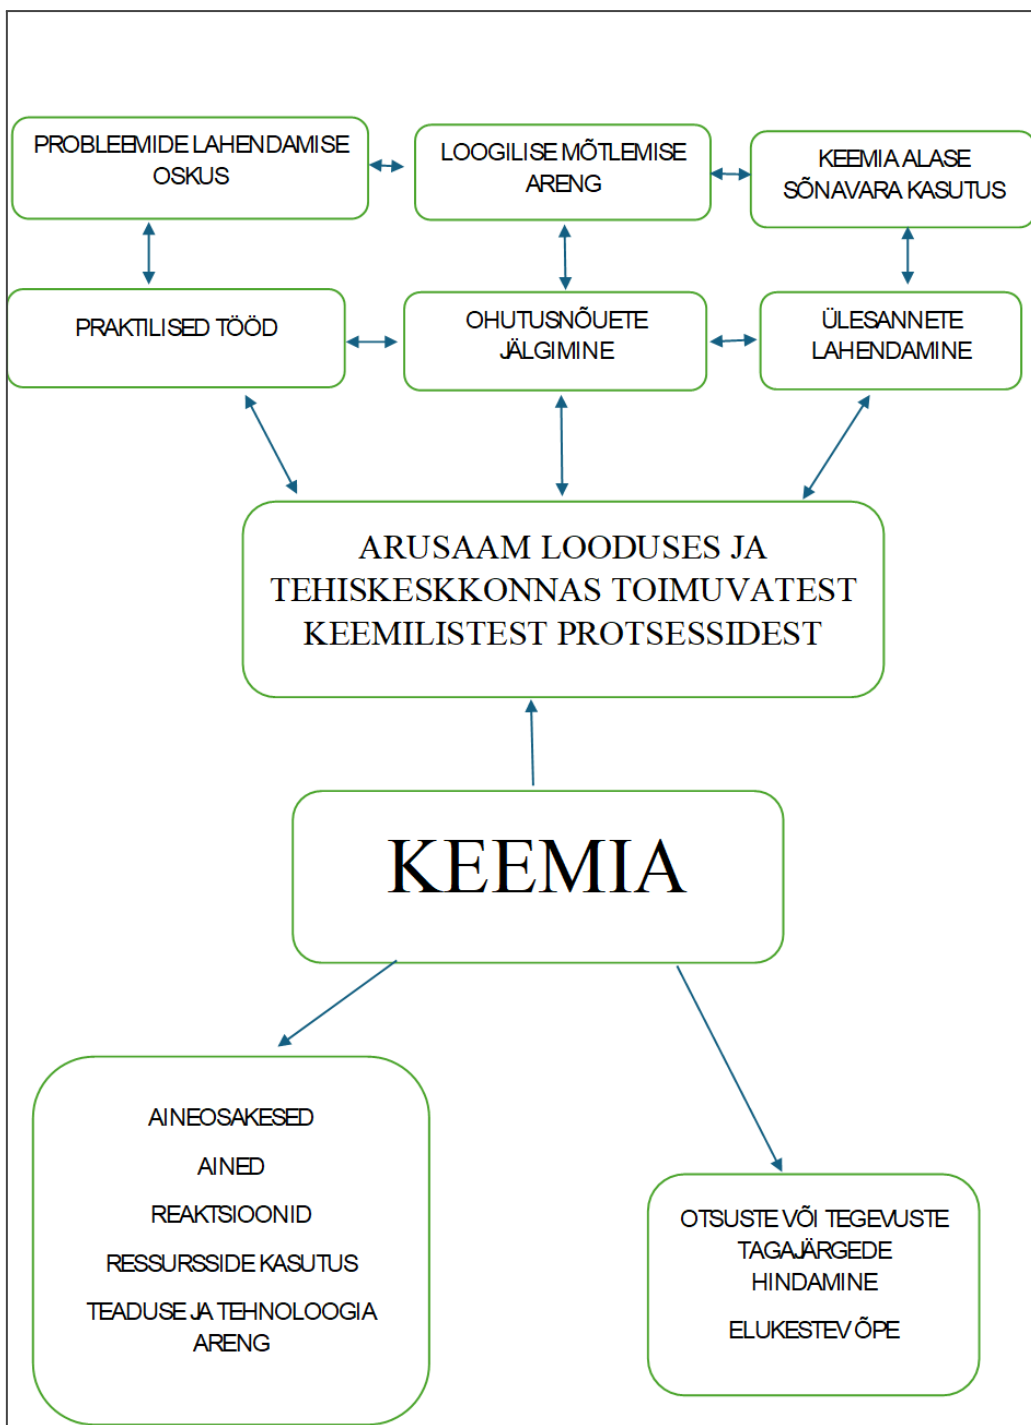 PROBLEEMIDE LAHENDAMISE
OSKUS
LOOGILISE MÕTLEMISE
ARENG
KEEMIA ALASE
SÕNAVARA KASUTUS
PRAKTILISED TÖÖD
OHUTUSNÕUETE
JÄLGIMINE
ÜLESANNETE
LAHENDAMINE
ARUSAAM LOODUSES JA
TEHISKESKKONNAS TOIMUVATEST
KEEMILISTEST PROTSESSIDEST
KEEMIA
AINEOSAKESED
AINED
REAKTSIOONID
RESSURSSIDE KASUTUS
TEADUSE JA TEHNOLOOGIA
ARENG
OTSUSTE VÕI TEGEVUSTE
TAGAJÄRGEDE
HINDAMINE
ELUKESTEV ÕPE